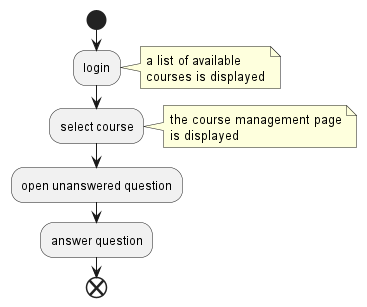 login
a list of available
courses is displayed
select course
the course management page
is displayed
open unanswered question
answer question